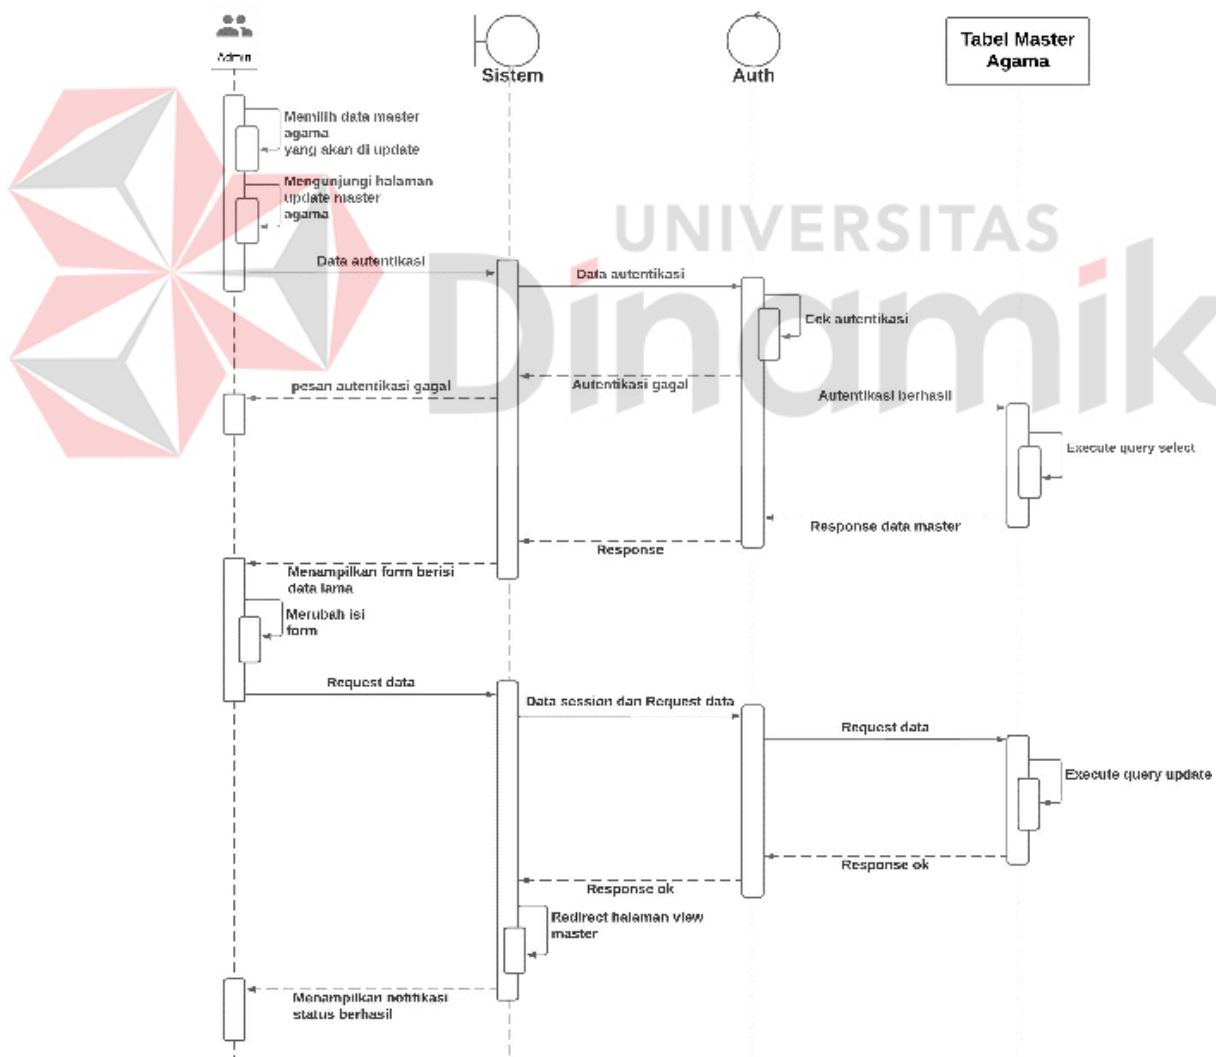 Admin
Sistem
Auth
Tabel Master
Agama
Memilih data master
agama
yang akan di update
Mengunjungi halaman
update master
agama
UNIVERSITAS
Dinamika
Data autentikasi
Data autentikasi
Cek autentikasi
Autentikasi gagal
pesan autentikasi gagal
Autentikasi berhasil
Execute query select
Response data master
Response
Menampilkan form berisi
data lama
Merubah isi
form
Request data
Data session dan Request data
Request data
Execute query update
Response ok
Response ok
Redirect halaman view
master
Menampilkan notifikasi
status berhasil